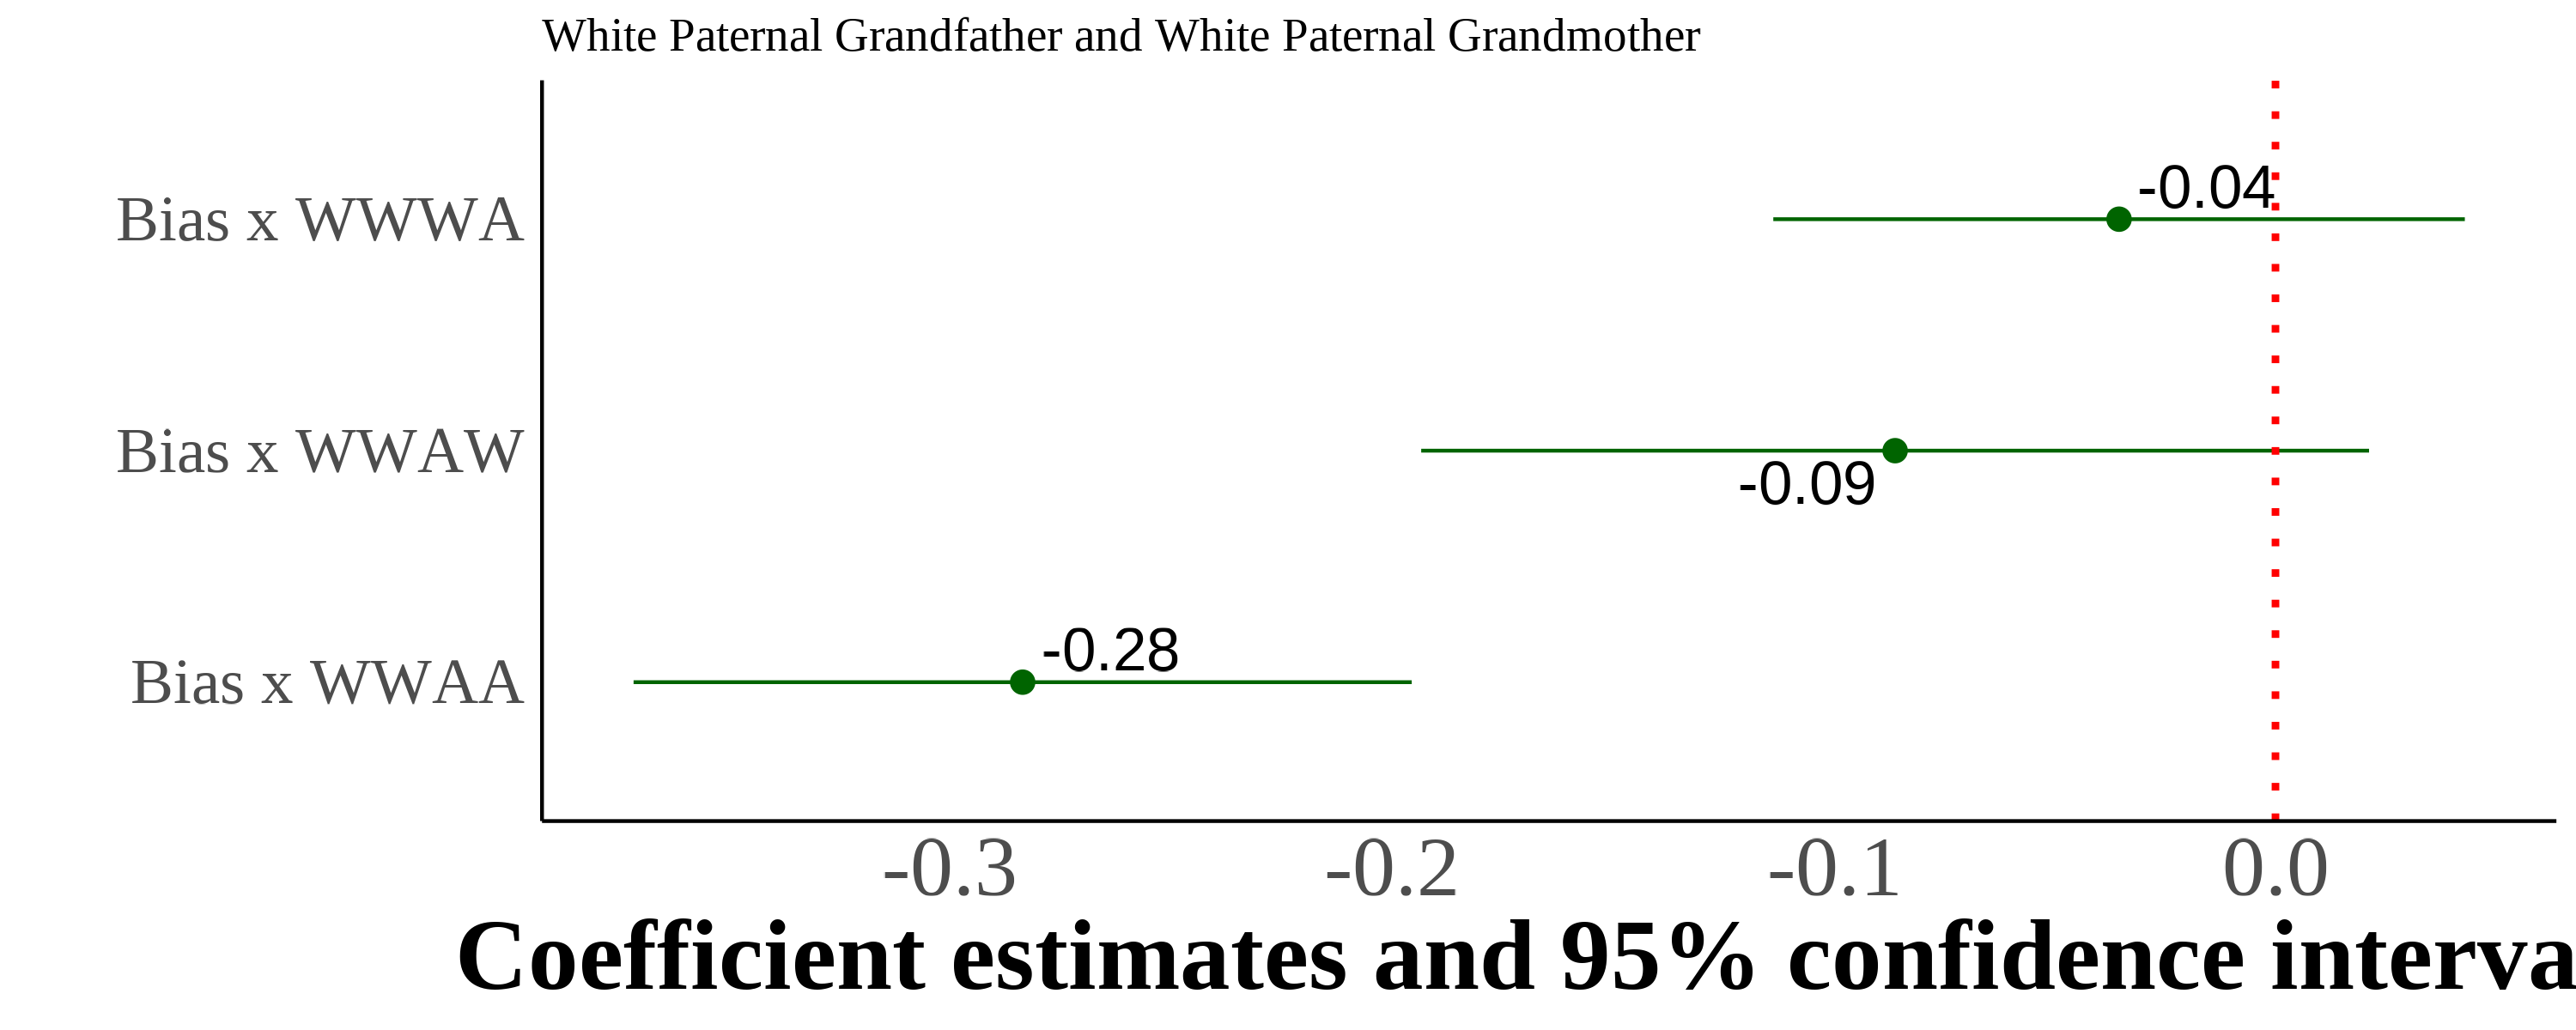 White Paternal Grandfather and White Paternal Grandmother
Bias x WWWA
-0.04
Bias x WWAW
-0.09
Bias x WWAA
-0.28
-0.3 -0.2 -0.1 0.0
Coefficient estimates and 95% confidence interva